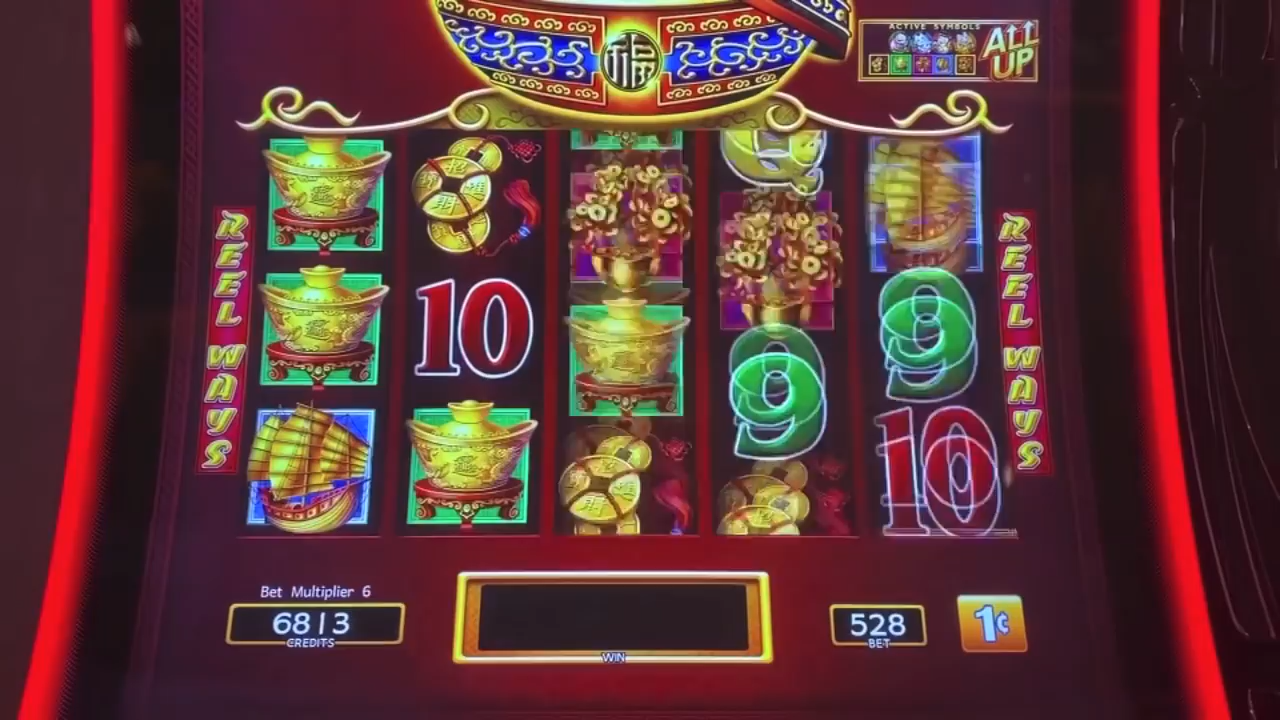 ACTIVE SYMBOLS
ALL
UP
REEL WAYS
REEL WAYS
10
9
9
10
Bet Multiplier 6
6813
CREDITS
WIN
528
BET
1¢